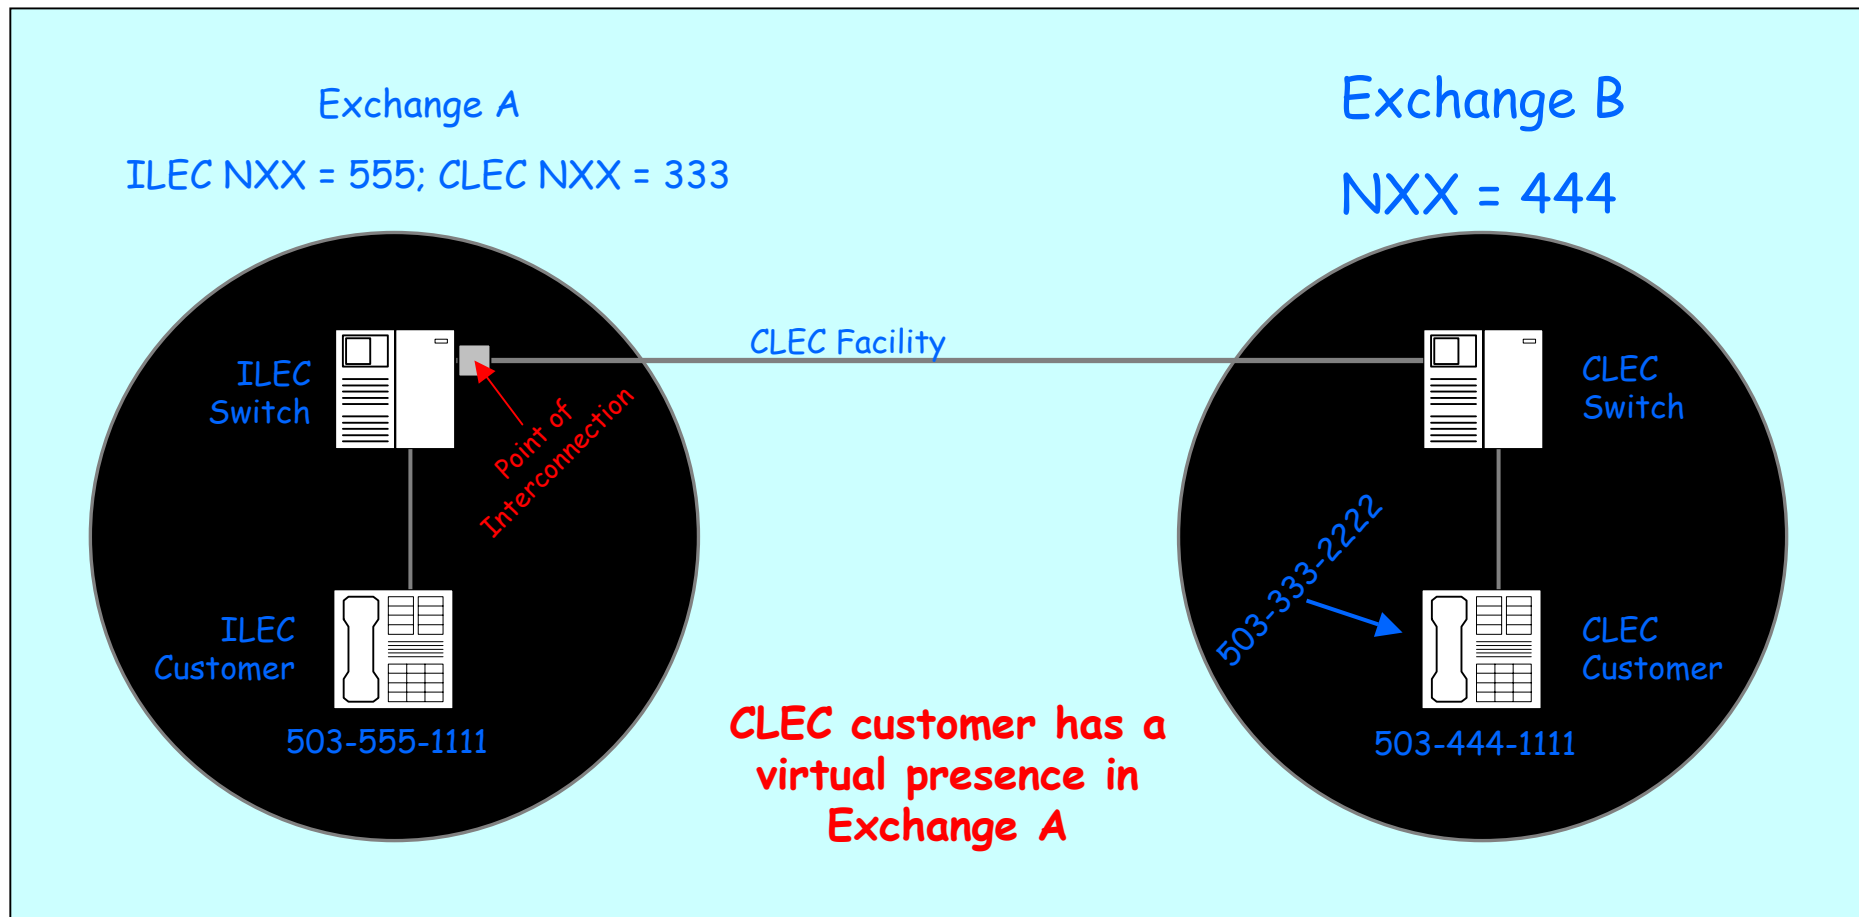 Exchange A
ILEC NXX = 555; CLEC NXX = 333
Exchange B
NXX = 444
CLEC Facility
ILEC
Switch
Point of
Interconnection
CLEC
Switch
503-333-2222
ILEC
Customer
503-555-1111
CLEC
Customer
503-444-1111
CLEC customer has a
virtual presence in
Exchange A